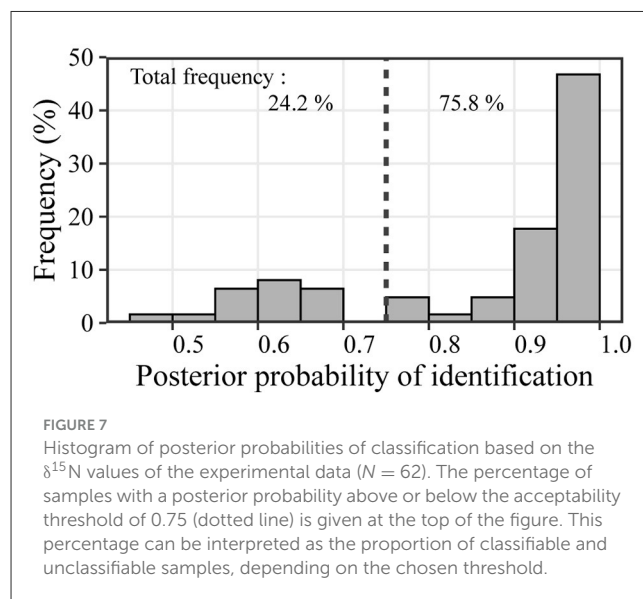 50
Total frequency :
24.2 %
75.8 %
40
30
20
10
0
Frequency (%)
0.5 0.6 0.7 0.8 0.9 1.0
Posterior probability of identification
FIGURE 7
Histogram of posterior probabilities of classification based on the
δ¹⁵N values of the experimental data (N = 62). The percentage of
samples with a posterior probability above or below the acceptability
threshold of 0.75 (dotted line) is given at the top of the figure. This
percentage can be interpreted as the proportion of classifiable and
unclassifiable samples, depending on the chosen threshold.